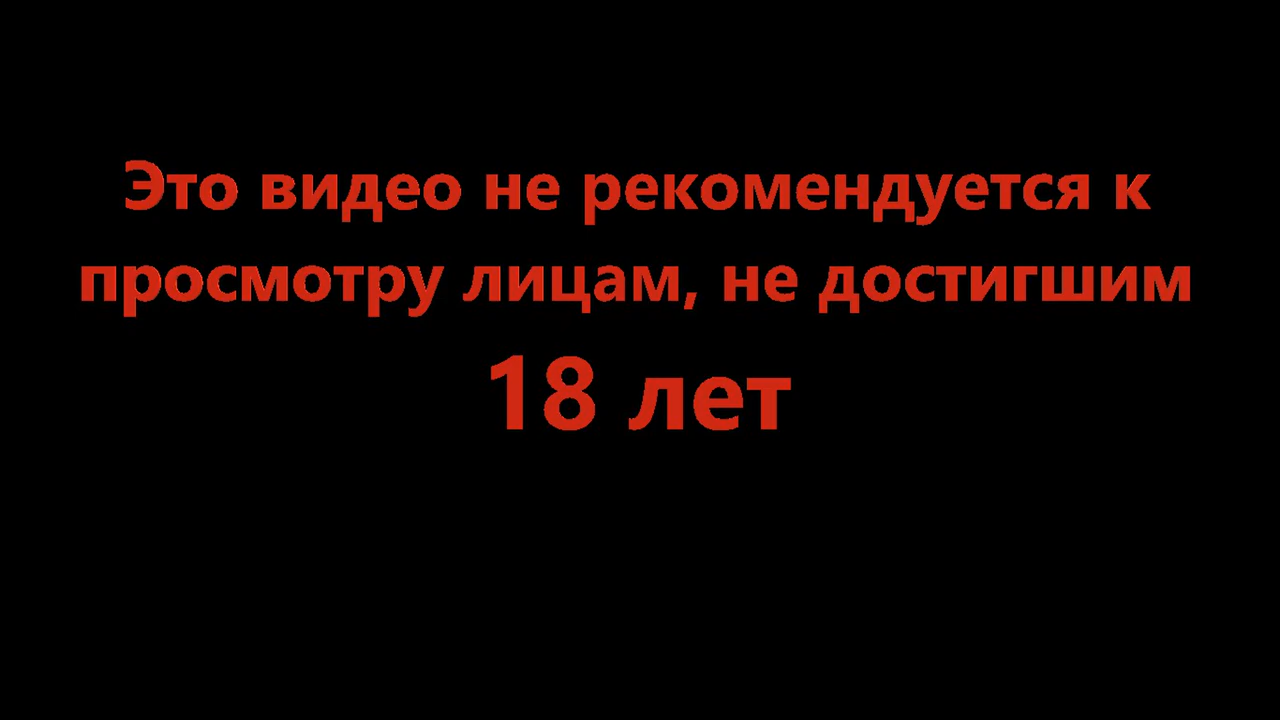 Это видео не рекомендуется к
просмотру лицам, не достигшим
18 лет